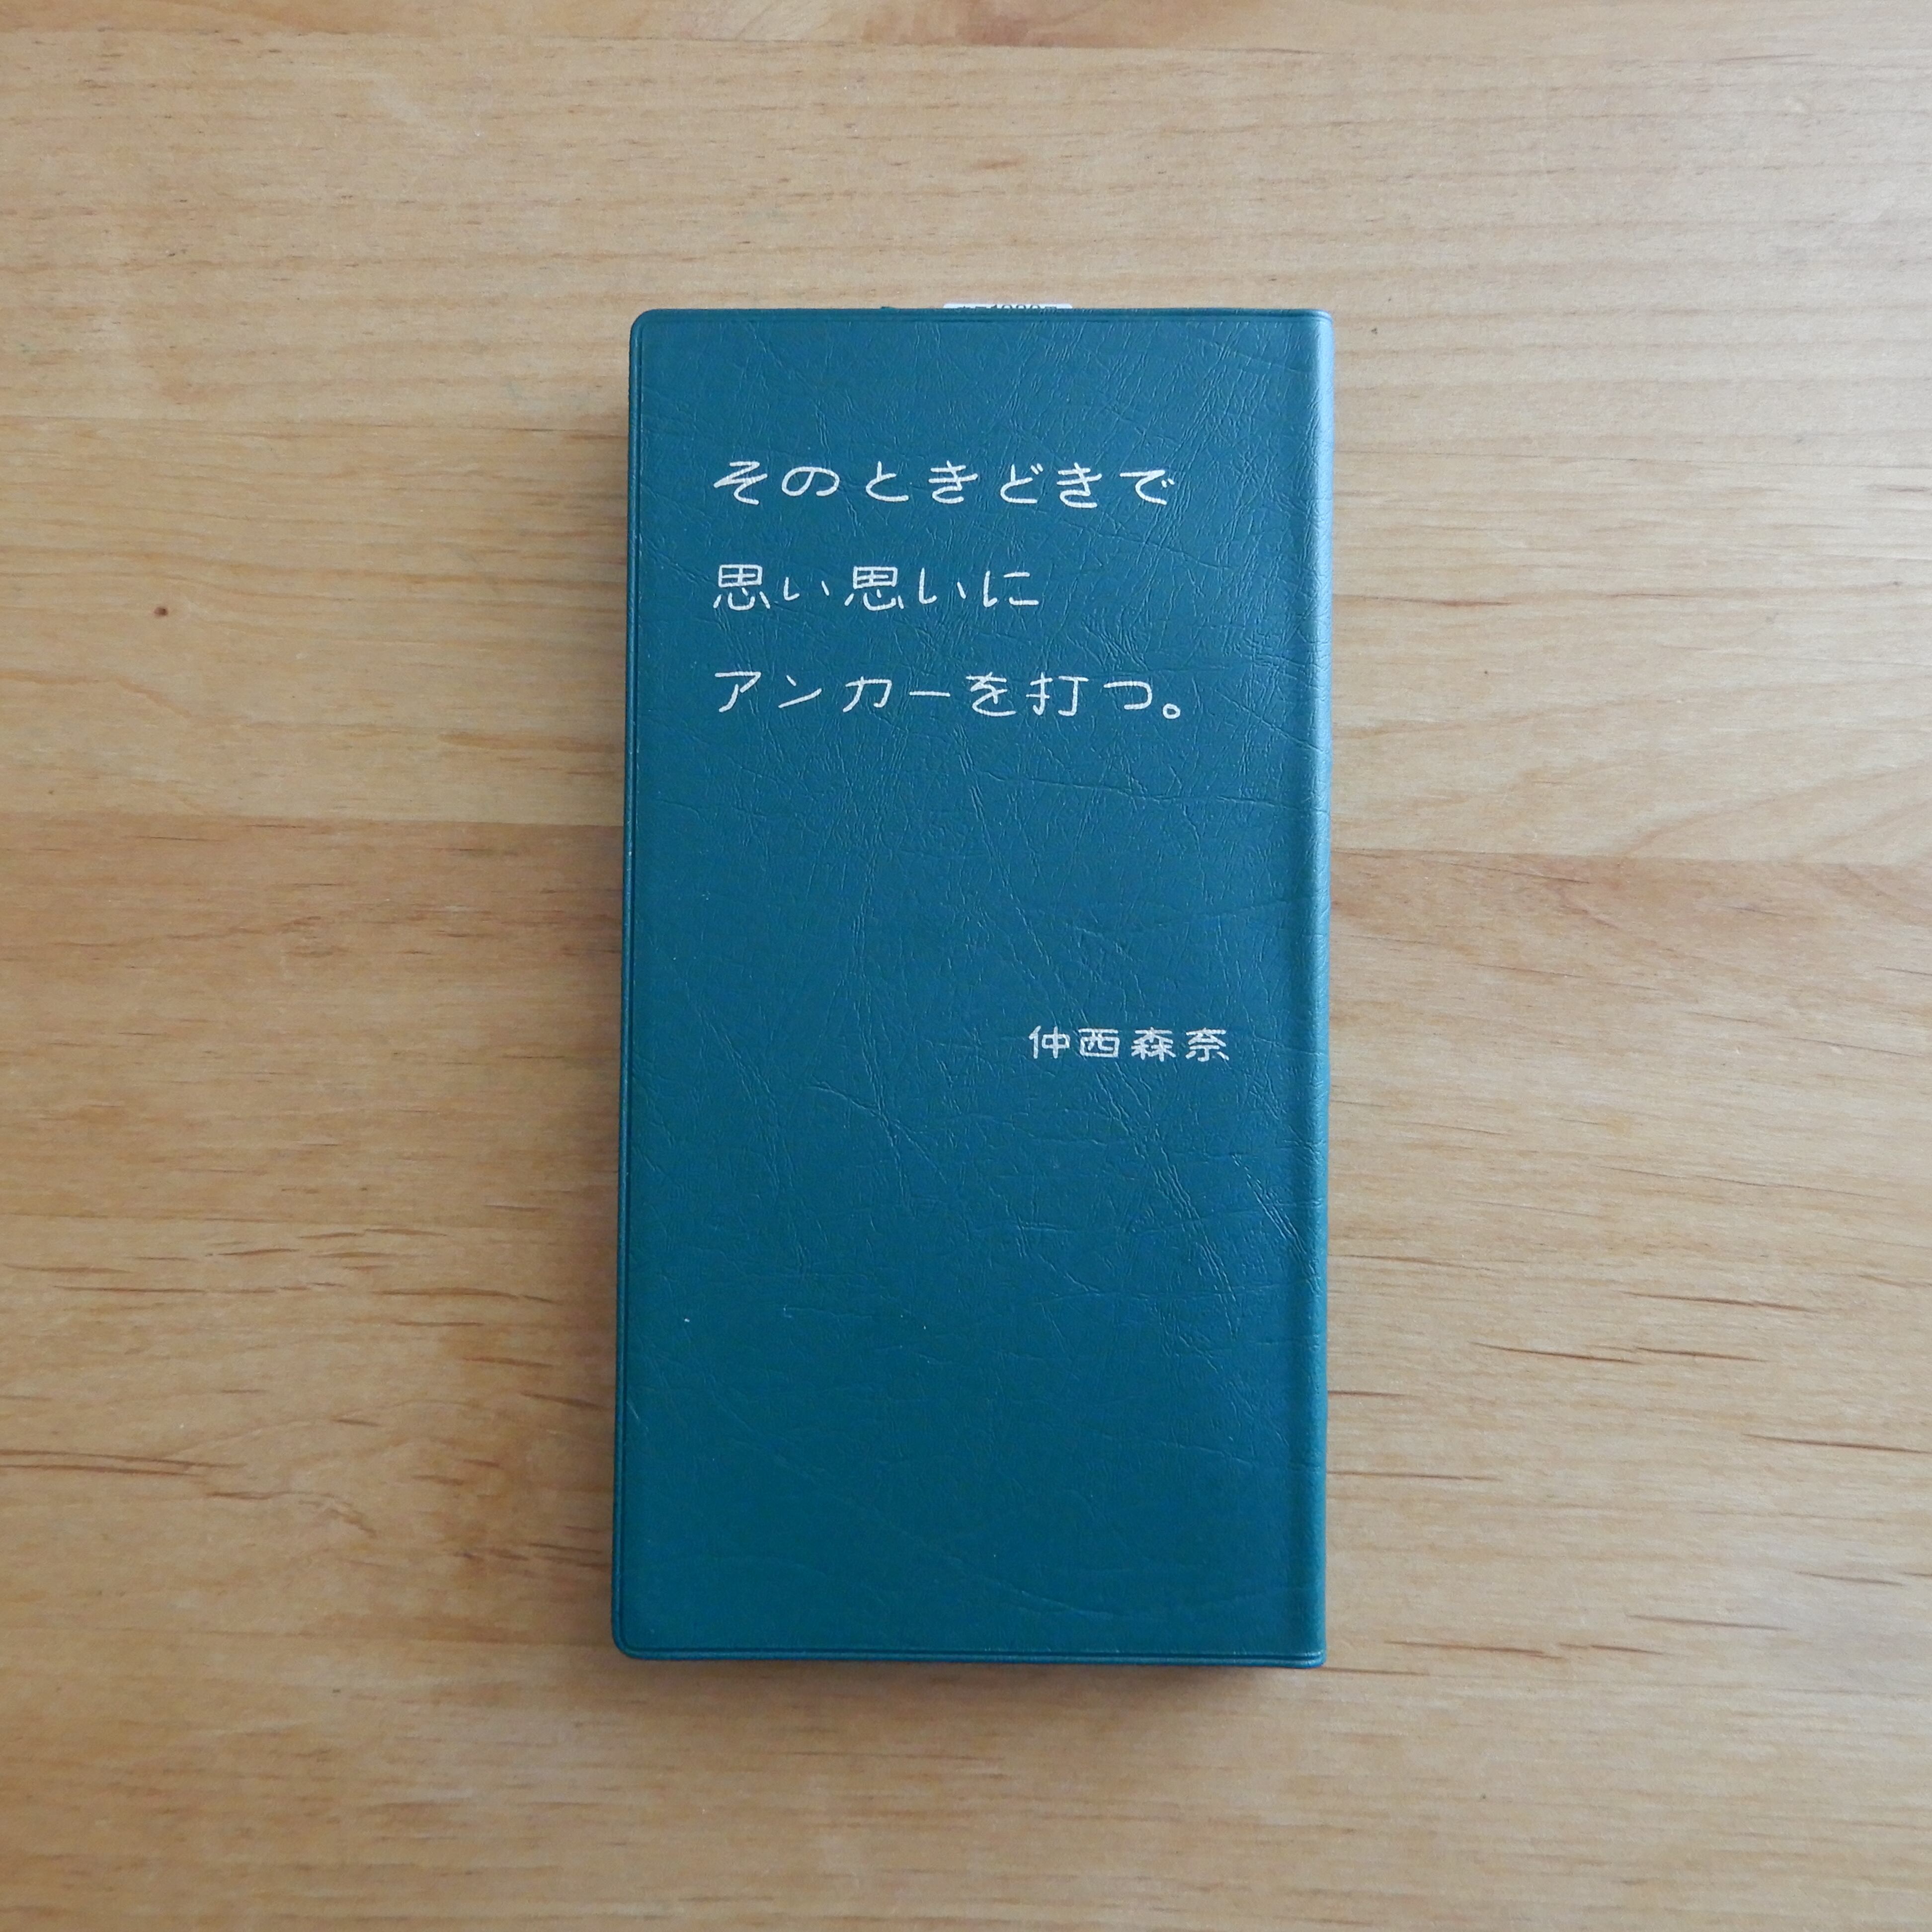 そのときどきで
思い思いに
アンカーを打つ。
仲西森奈